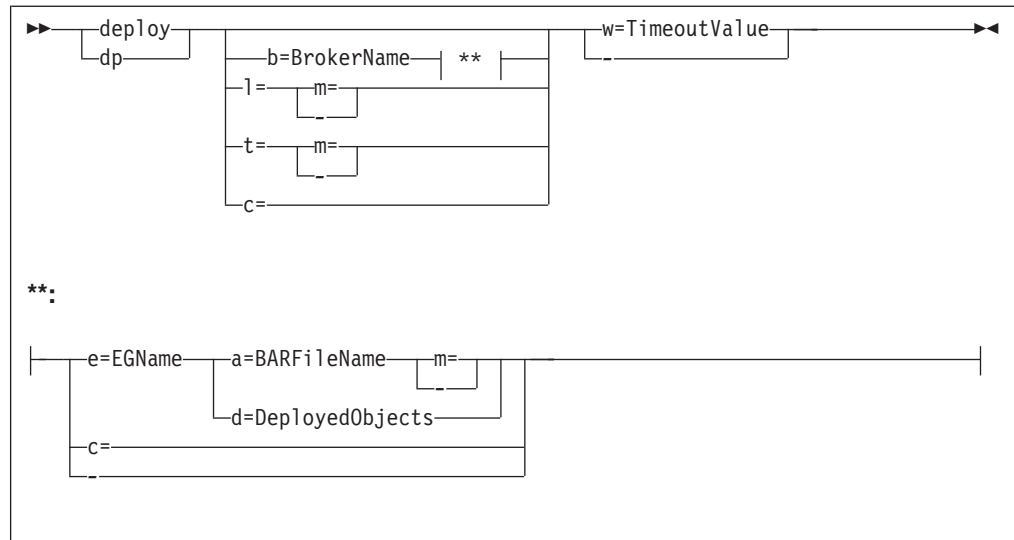 deploy w=TimeoutValue
dp b=BrokerName ** -
l= m=
-
t= m=
-
c=
**:
e=EGName a=BARFileName m=
-
d=DeployedObjects
c=
-